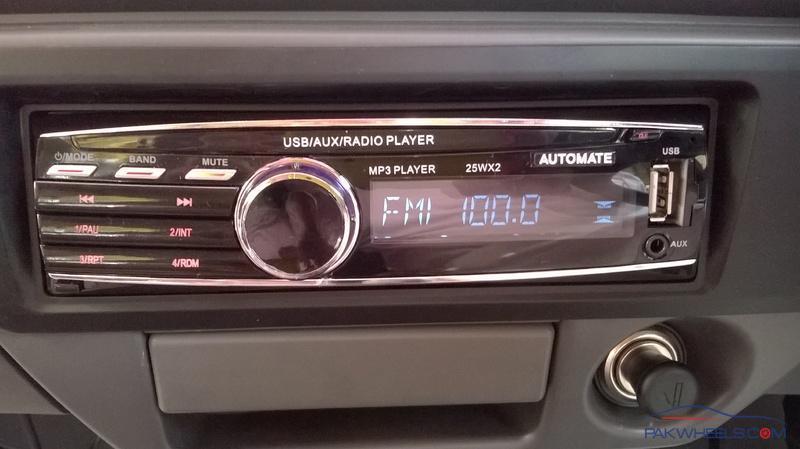 USB/AUX/RADIO PLAYER
⏻/MODE
BAND
MUTE
MP3 PLAYER
25WX2
AUTOMATE
USB
FM1 100.0
1/PAU
2/INT
AUX
3/RPT
4/RDM
PAKWHEELS.COM